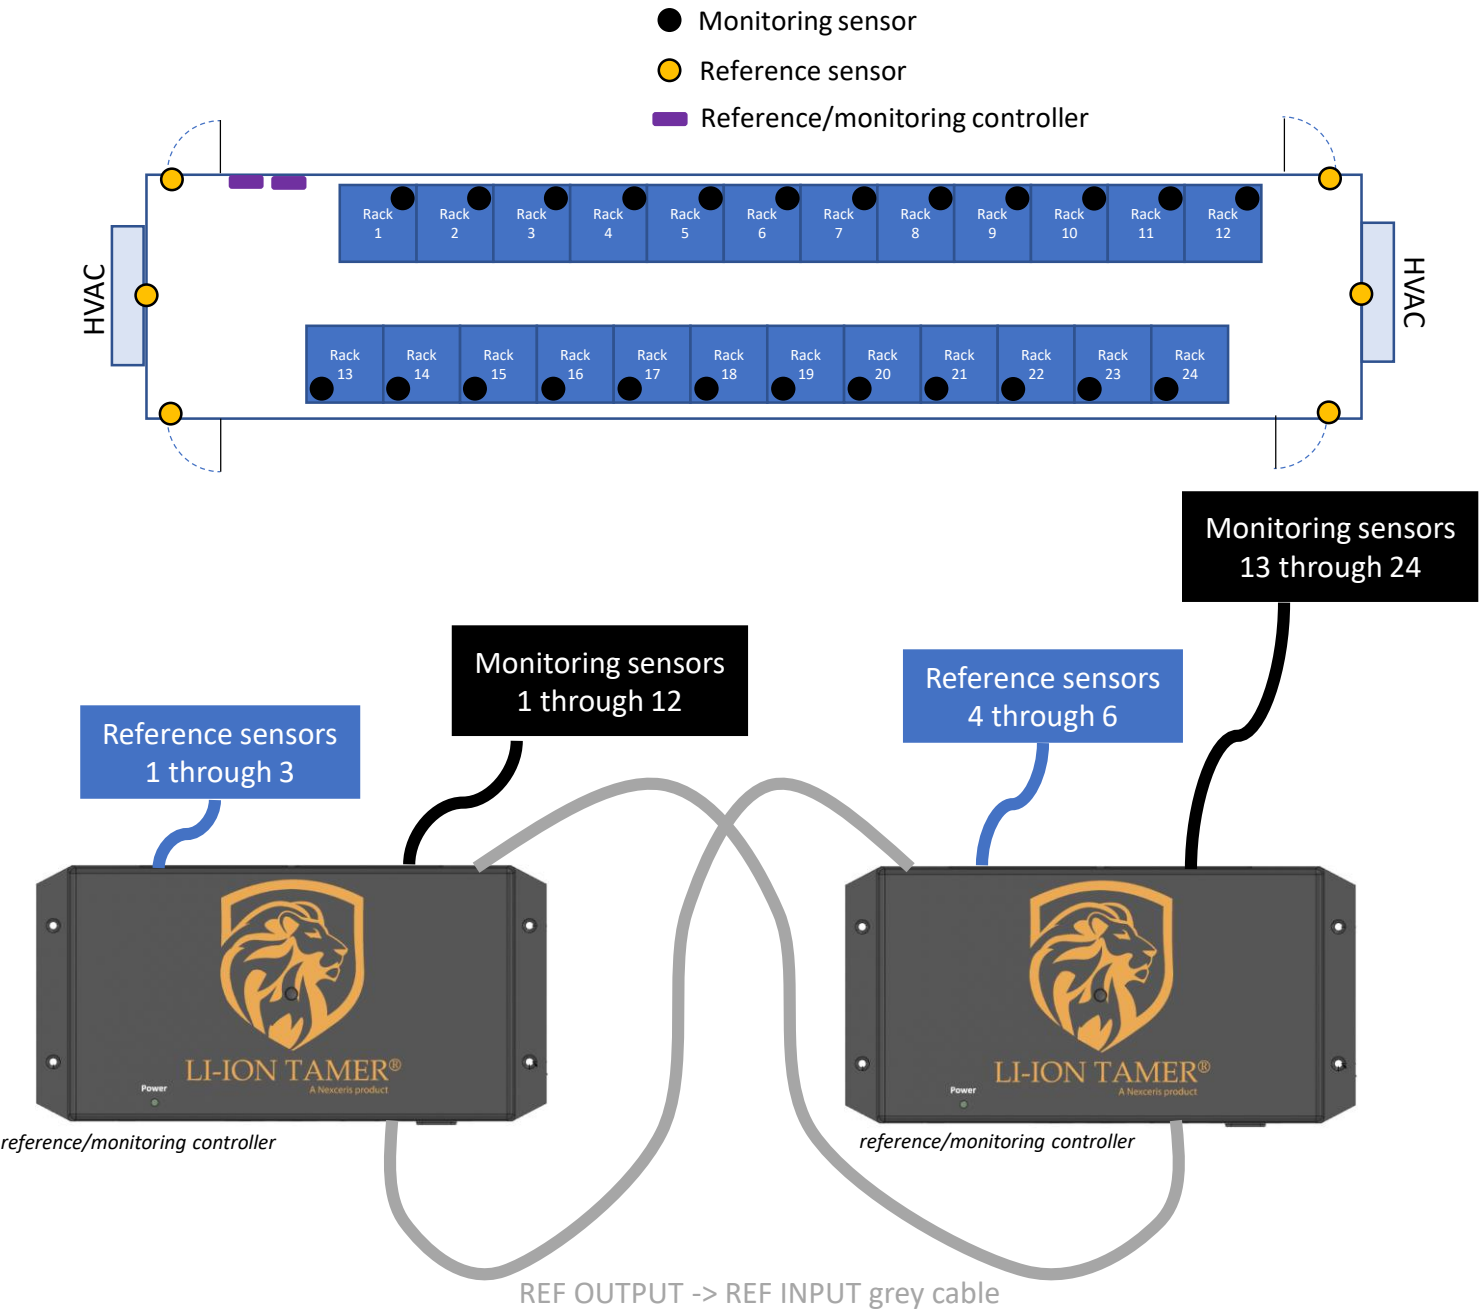 Monitoring sensor
Reference sensor
Reference/monitoring controller
HVAC
HVAC
Rack
1
Rack
2
Rack
3
Rack
4
Rack
5
Rack
6
Rack
7
Rack
8
Rack
9
Rack
10
Rack
11
Rack
12
Rack
13
Rack
14
Rack
15
Rack
16
Rack
17
Rack
18
Rack
19
Rack
20
Rack
21
Rack
22
Rack
23
Rack
24
Monitoring sensors
13 through 24
Monitoring sensors
1 through 12
Reference sensors
4 through 6
Reference sensors
1 through 3
LI-ION TAMER®
A Nexceris product
Power
reference/monitoring controller
LI-ION TAMER®
A Nexceris product
Power
reference/monitoring controller
REF OUTPUT -> REF INPUT grey cable